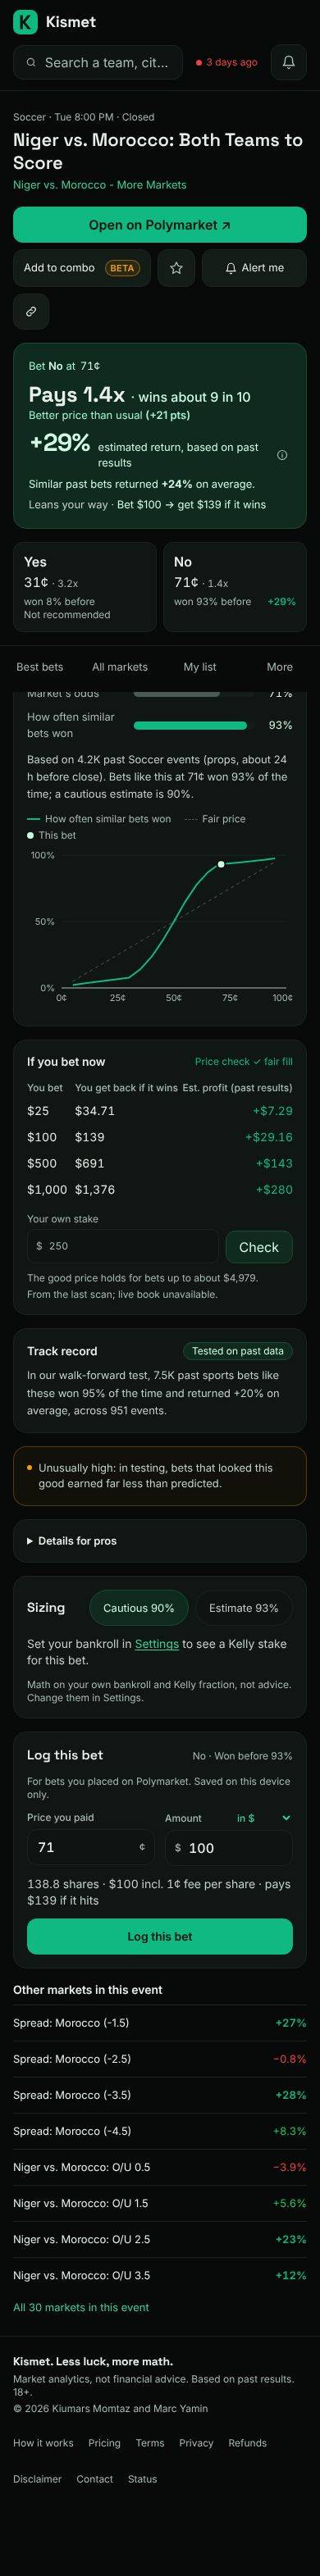 Kismet
Search a team, cit...
3 days ago
Soccer · Tue 8:00 PM · Closed
Niger vs. Morocco: Both Teams to
Score
Niger vs. Morocco - More Markets
Open on Polymarket ↗
Add to combo BETA
Alert me
Bet No at 71¢
Pays 1.4x · wins about 9 in 10
Better price than usual (+21 pts)
+29% estimated return, based on past
results
Similar past bets returned +24% on average.
Leans your way · Bet $100 → get $139 if it wins
Yes
31¢ · 3.2x
won 8% before
Not recommended
No
71¢ · 1.4x
won 93% before +29%
Best bets All markets My list More
Market's odds 71%
How often similar
bets won 93%
Based on 4.2K past Soccer events (props, about 24
h before close). Bets like this at 71¢ won 93% of the
time; a cautious estimate is 90%.
How often similar bets won Fair price
This bet
100%
50%
0%
0¢ 25¢ 50¢ 75¢ 100¢
If you bet now Price check ✓ fair fill
You bet You get back if it wins Est. profit (past results)
$25 $34.71 +$7.29
$100 $139 +$29.16
$500 $691 +$143
$1,000 $1,376 +$280
Your own stake
$ 250 Check
The good price holds for bets up to about $4,979.
From the last scan; live book unavailable.
Track record Tested on past data
In our walk-forward test, 7.5K past sports bets like
these won 95% of the time and returned +20% on
average, across 951 events.
Unusually high: in testing, bets that looked this
good earned far less than predicted.
Details for pros
Sizing Cautious 90% Estimate 93%
Set your bankroll in Settings to see a Kelly stake
for this bet.
Math on your own bankroll and Kelly fraction, not advice.
Change them in Settings.
Log this bet No · Won before 93%
For bets you placed on Polymarket. Saved on this device
only.
Price you paid Amount in $
71 ¢ $ 100
138.8 shares · $100 incl. 1¢ fee per share · pays
$139 if it hits
Log this bet
Other markets in this event
Spread: Morocco (-1.5) +27%
Spread: Morocco (-2.5) −0.8%
Spread: Morocco (-3.5) +28%
Spread: Morocco (-4.5) +8.3%
Niger vs. Morocco: O/U 0.5 −3.9%
Niger vs. Morocco: O/U 1.5 +5.6%
Niger vs. Morocco: O/U 2.5 +23%
Niger vs. Morocco: O/U 3.5 +12%
All 30 markets in this event
Kismet. Less luck, more math.
Market analytics, not financial advice. Based on past results.
18+.
© 2026 Kiumars Momtaz and Marc Yamin
How it works Pricing Terms Privacy Refunds
Disclaimer Contact Status